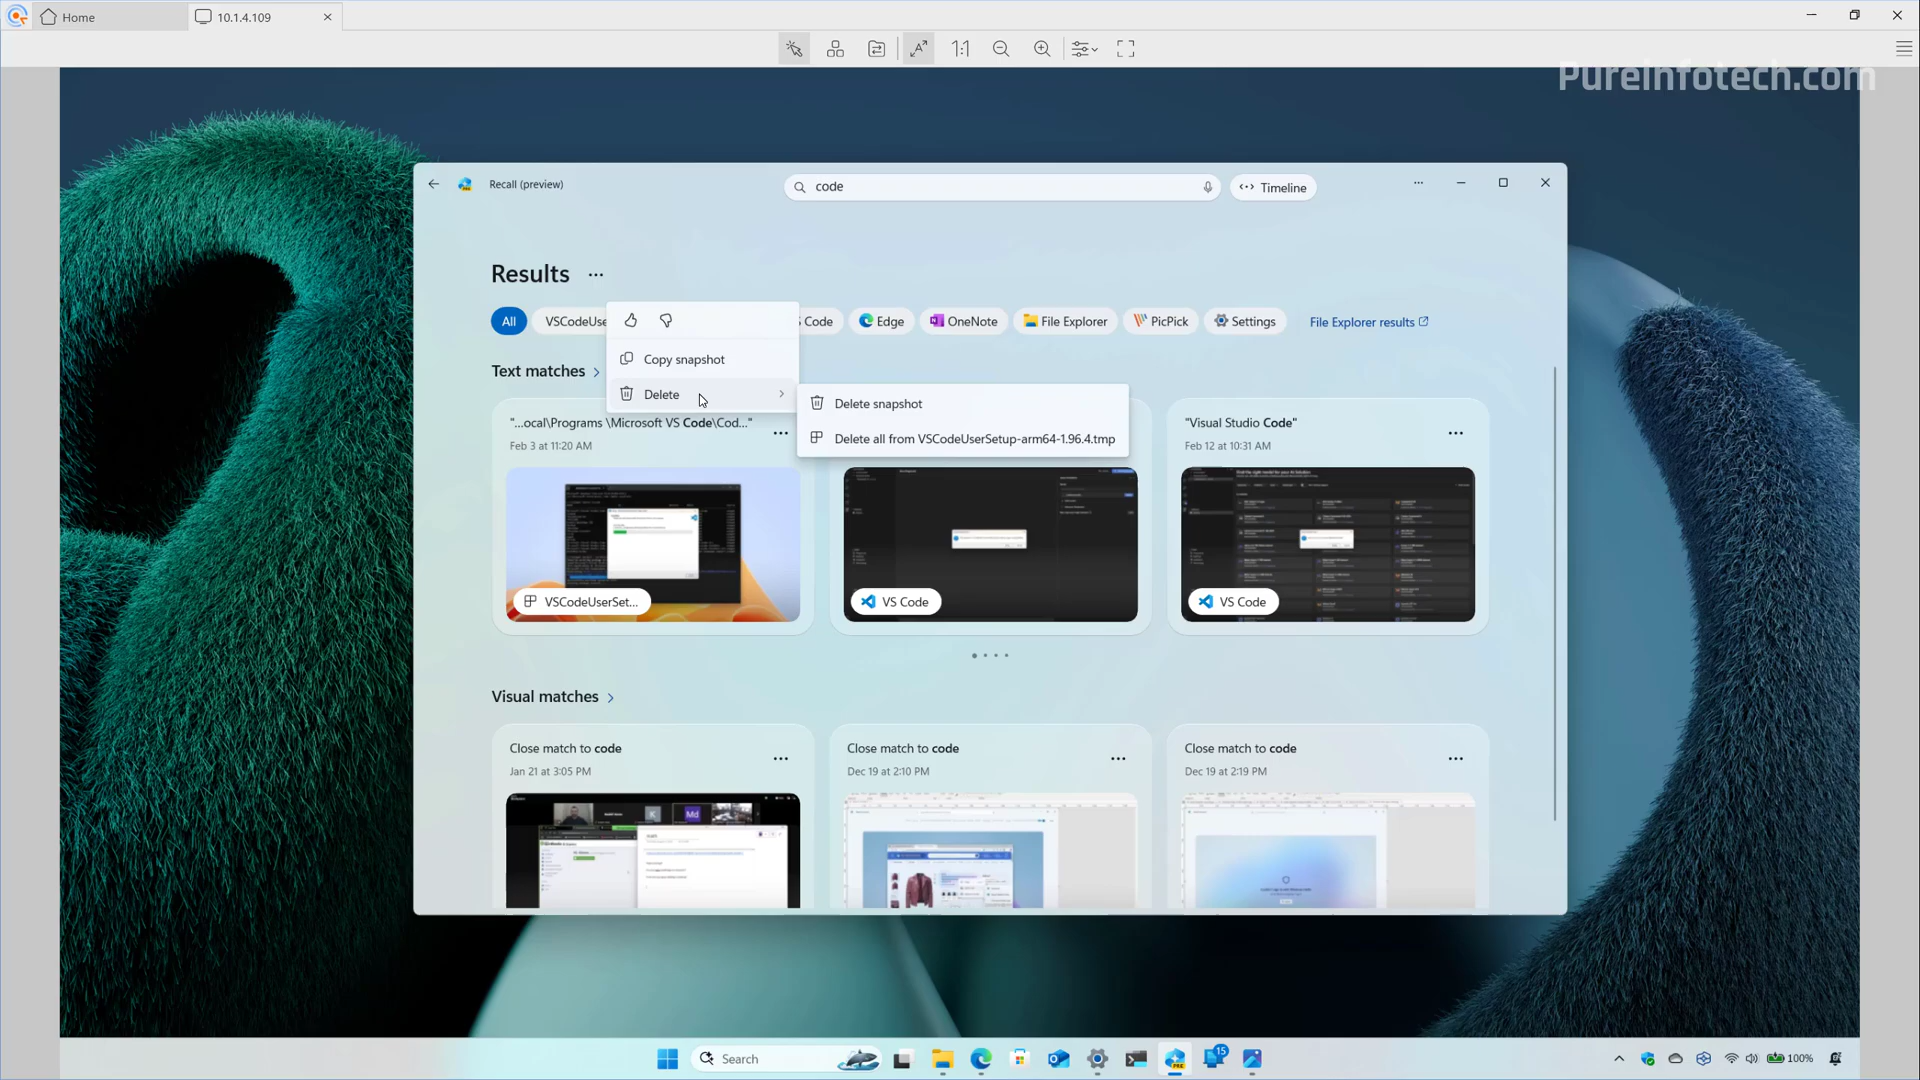 Home
10.1.4.109
1:1
Pureinfotech.com
Recall (preview)
code
Timeline
Results
All
VSCodeUse
Code
Edge
OneNote
File Explorer
PicPick
Settings
File Explorer results
Copy snapshot
Delete
Delete snapshot
Delete all from VSCodeUserSetup-arm64-1.96.4.tmp
Text matches
"...ocal\Programs \Microsoft VS Code\Cod..."
Feb 3 at 11:20 AM
VSCodeUserSet...
VS Code
"Visual Studio Code"
Feb 12 at 10:31 AM
VS Code
Visual matches
Close match to code
Jan 21 at 3:05 PM
K
Md
Close match to code
Dec 19 at 2:10 PM
Close match to code
Dec 19 at 2:19 PM
Search
PRE
15
100%